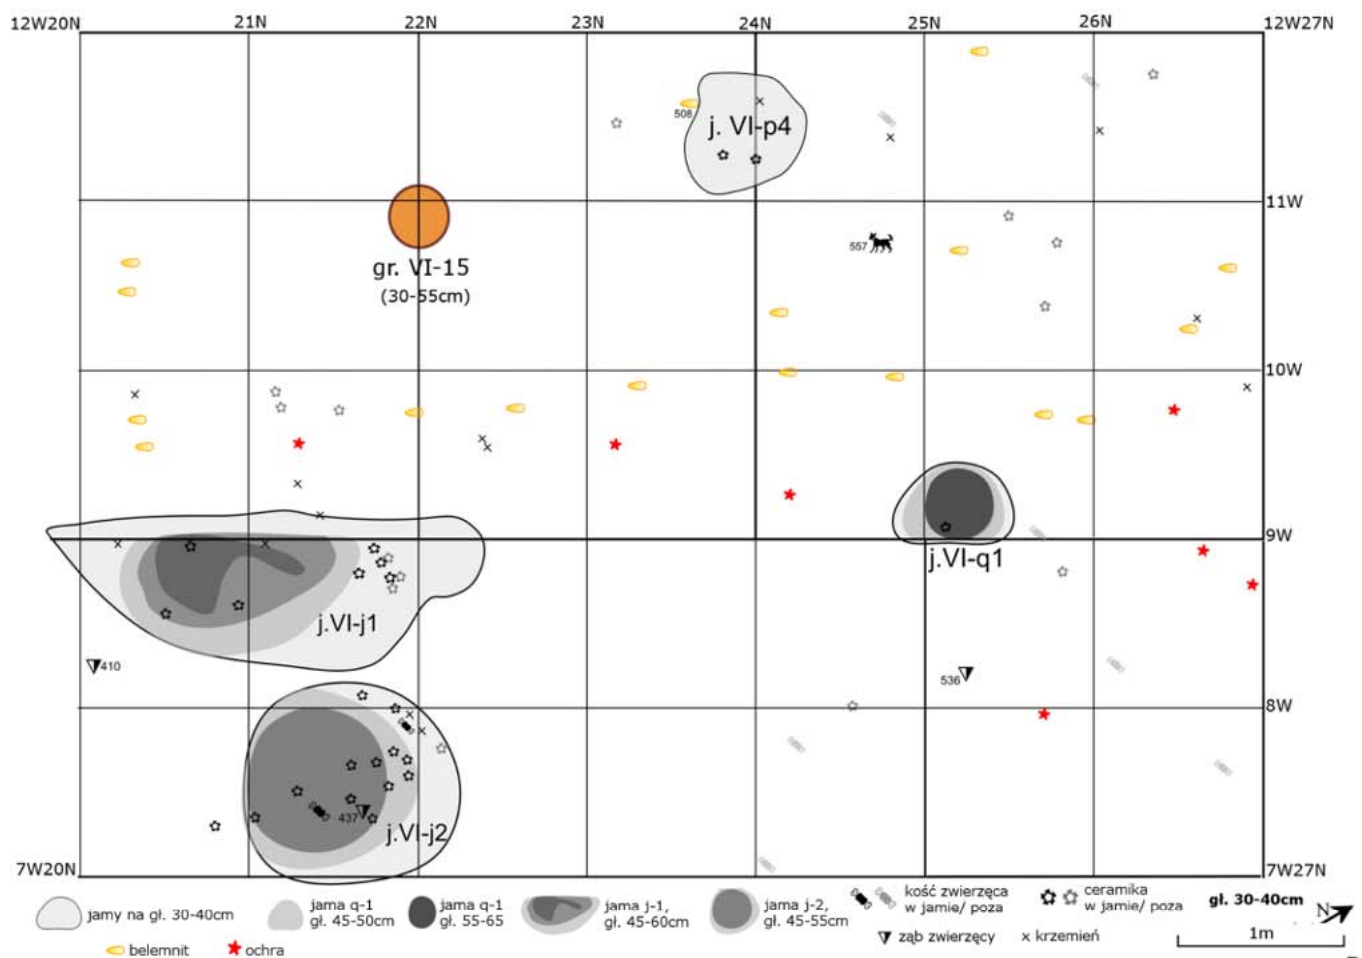 12W20N 21N 22N 23N 24N 25N 26N 12W27N
508
j. VI-p4
11W
557
gr. VI-15
(30-55cm)
10W
9W
j.VI-q1
j.VI-j1
410
536
8W
437
j.VI-j2
7W20N
7W27N
jamy na gł. 30-40cm
jama q-1
gł. 45-50cm
jama q-1
gł. 55-65
jama j-1,
gł. 45-60cm
jama j-2,
gł. 45-55cm
kość zwierzęca
w jamie/ poza
ceramika
w jamie/ poza
gł. 30-40cm
N
belemnit
ochra
ząb zwierzęcy
krzemień
1m